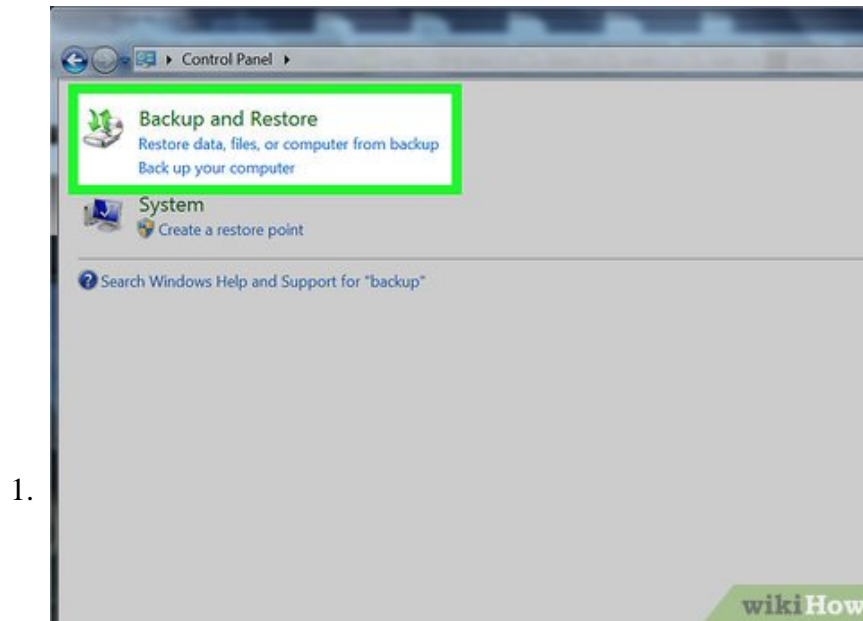 Control Panel
Backup and Restore
Restore data, files, or computer from backup
Back up your computer
System
Create a restore point
Search Windows Help and Support for "backup"
1.
wikiHow